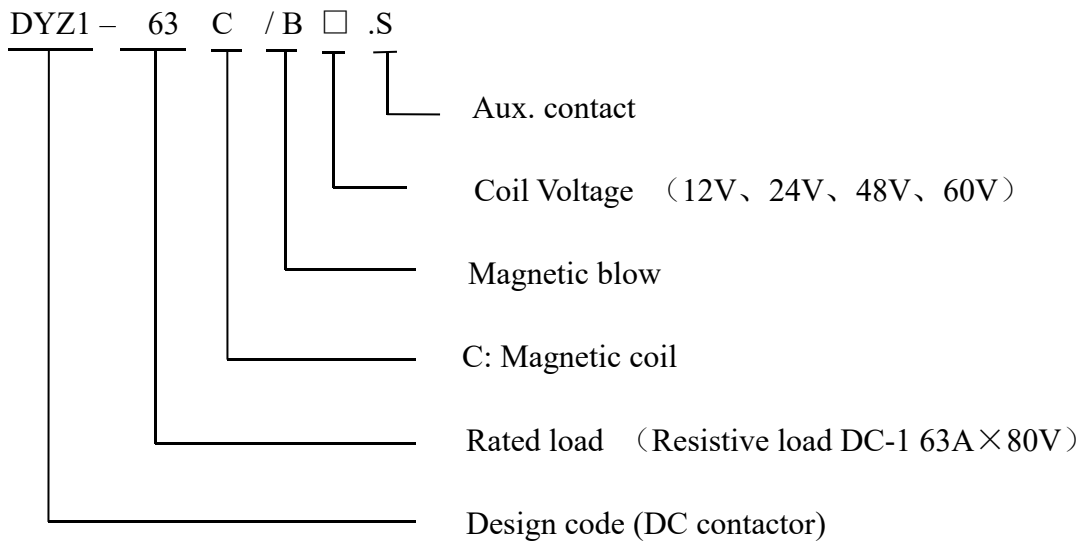 DYZ1 – 63 C / B □ .S
Aux. contact
Coil Voltage （12V、24V、48V、60V）
Magnetic blow
C: Magnetic coil
Rated load （Resistive load DC-1 63A×80V）
Design code (DC contactor)